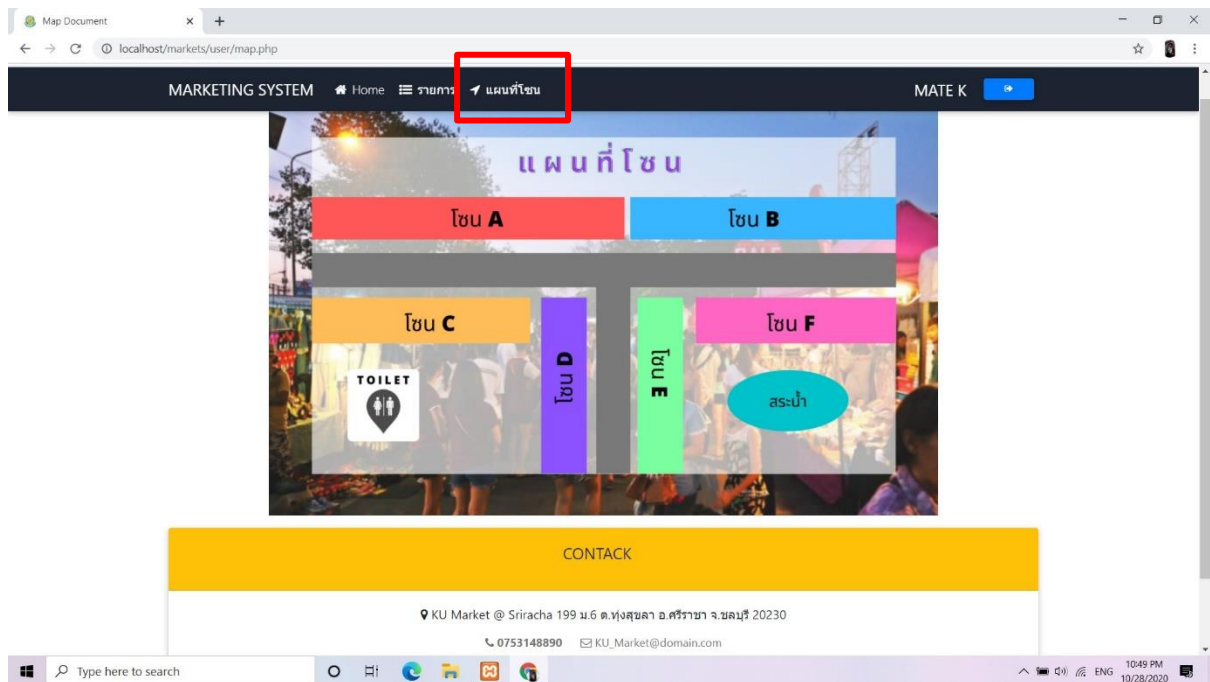 Map Document
localhost/markets/user/map.php
MARKETING SYSTEM Home รายการ แผนที่โซน MATE K
แผนที่โซน
โซน A โซน B
โซน C โซน F
โซน D โซน E
TOILET
สระน้ำ
CONTACK
KU Market @ Sriracha 199 ม.6 ต.ทุ่งสุขลา อ.ศรีราชา จ.ชลบุรี 20230
0753148890 KU_Market@domain.com
Type here to search ENG 10:49 PM
10/28/2020